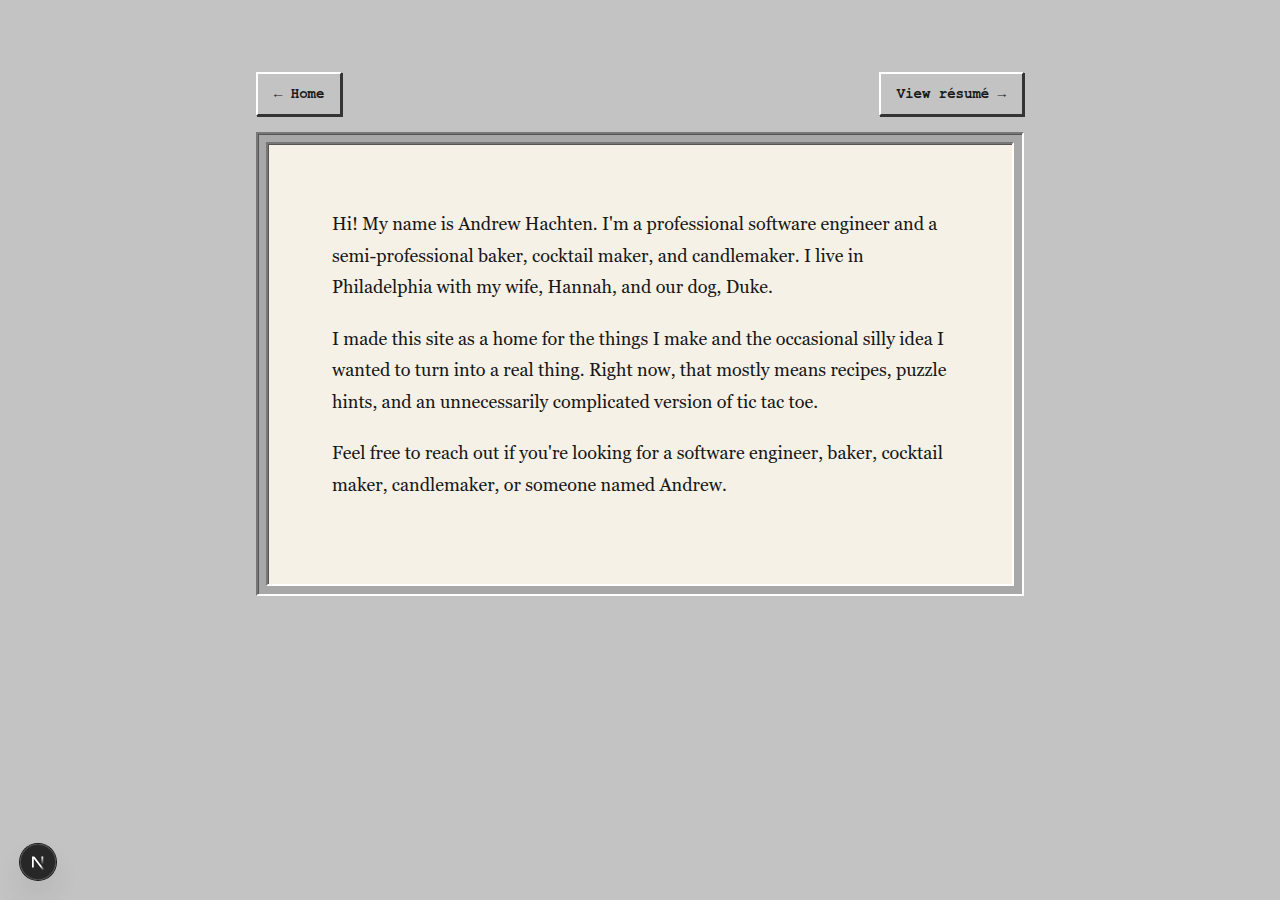 ← Home
View résumé →
Hi! My name is Andrew Hachten. I'm a professional software engineer and a
semi-professional baker, cocktail maker, and candlemaker. I live in
Philadelphia with my wife, Hannah, and our dog, Duke.
I made this site as a home for the things I make and the occasional silly idea I
wanted to turn into a real thing. Right now, that mostly means recipes, puzzle
hints, and an unnecessarily complicated version of tic tac toe.
Feel free to reach out if you're looking for a software engineer, baker, cocktail
maker, candlemaker, or someone named Andrew.
N